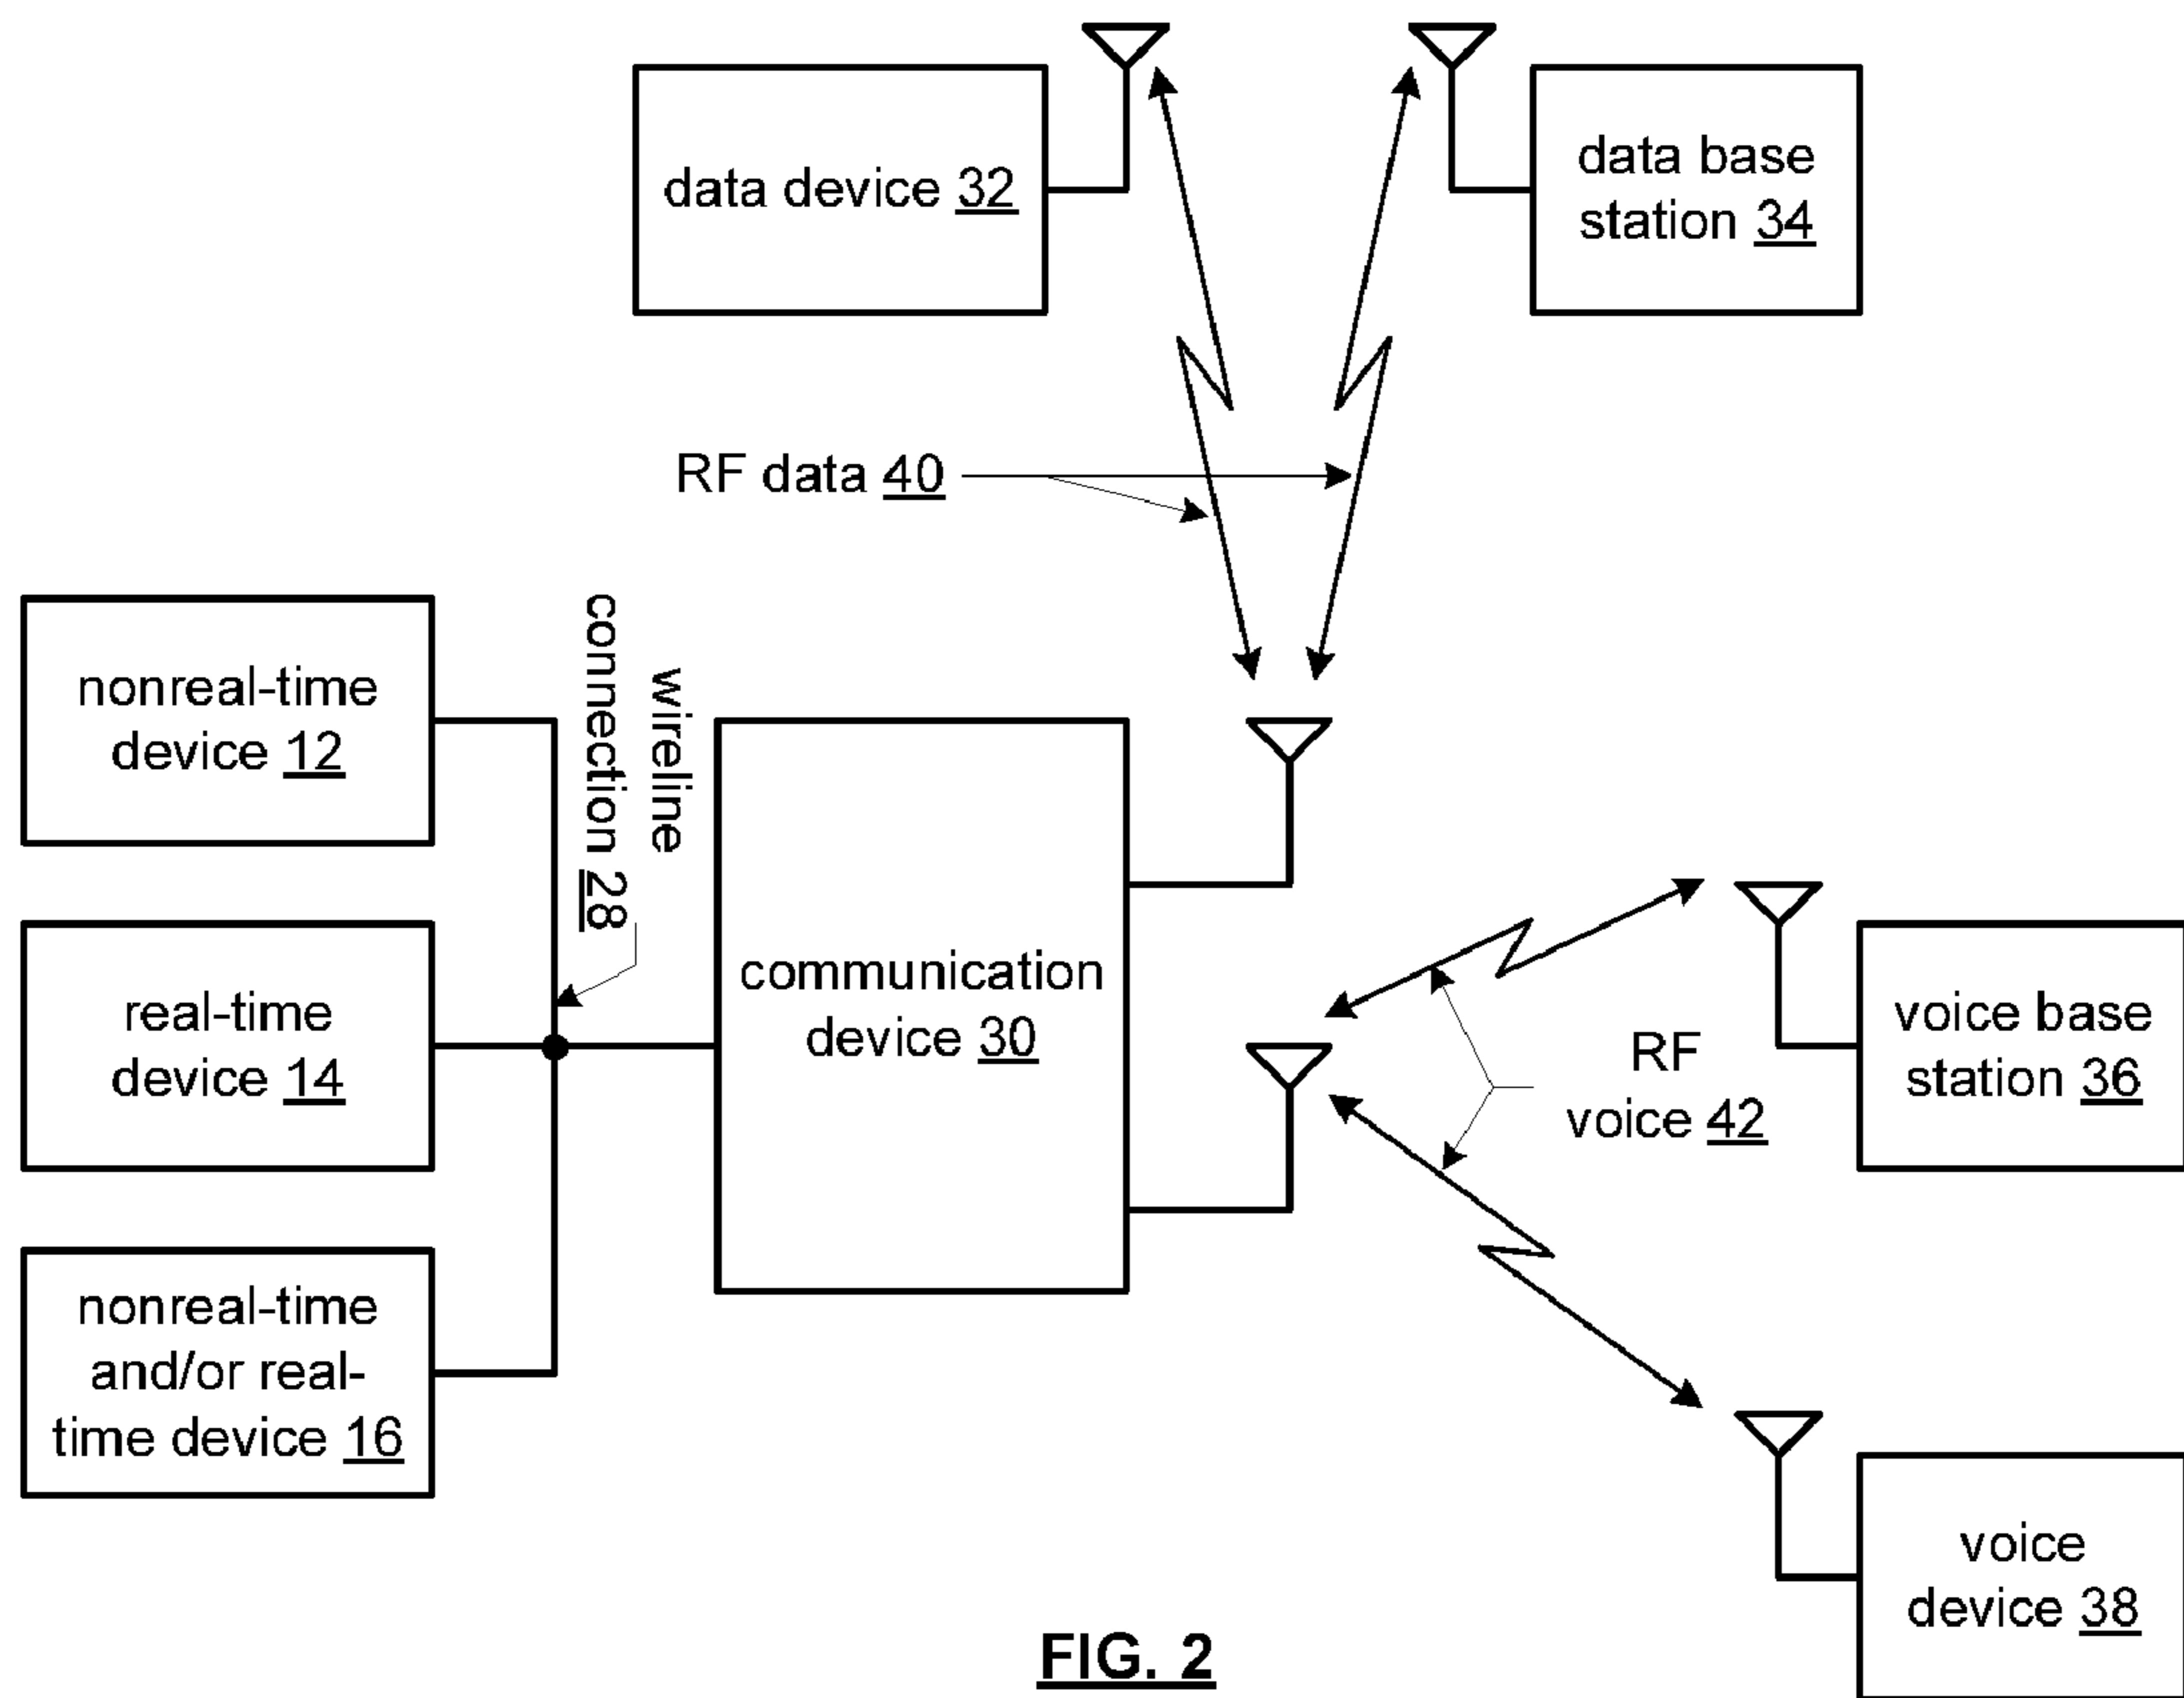 data device 32
data base
station 34
RF data 40
nonreal-time
device 12
wireline
connection 28
real-time
device 14
communication
device 30
nonreal-time
and/or real-
time device 16
RF
voice 42
voice base
station 36
voice
device 38
FIG. 2